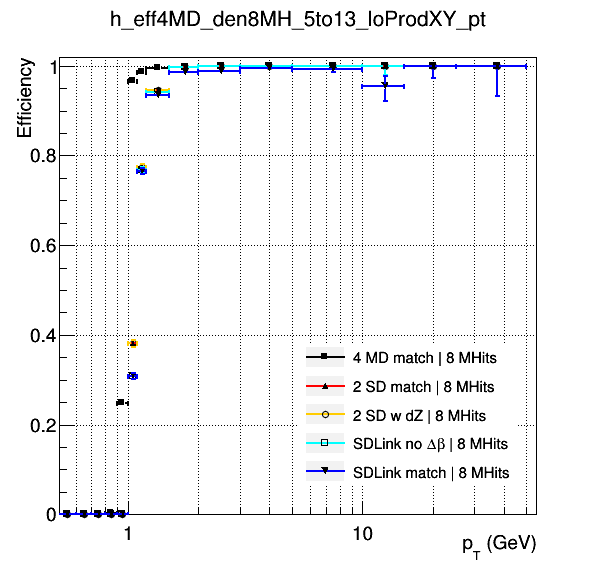 h_eff4MD_den8MH_5to13_loProdXY_pt
Efficiency
1
0.8
0.6
0.4
0.2
0
4 MD match | 8 MHits
2 SD match | 8 MHits
2 SD w dZ | 8 MHits
SDLink no Δβ | 8 MHits
SDLink match | 8 MHits
1
10
p_T (GeV)